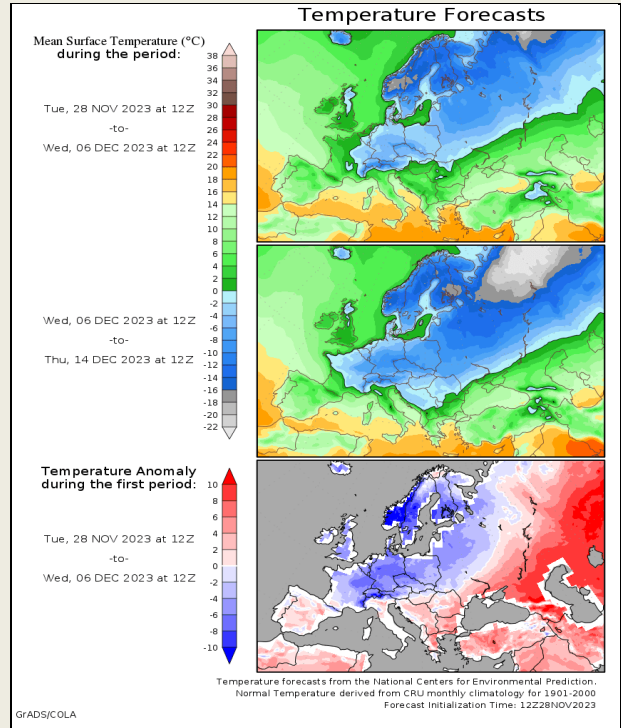 Temperature Forecasts
Mean Surface Temperature (°C)
during the period:
Tue, 28 NOV 2023 at 12Z
-to-
Wed, 06 DEC 2023 at 12Z
38
36
34
32
30
28
26
24
22
20
18
16
14
12
10
8
6
4
2
0
-1
-2
-4
-6
-8
-10
-12
-14
-16
-18
-20
-22
Wed, 06 DEC 2023 at 12Z
-to-
Thu, 14 DEC 2023 at 12Z
Temperature Anomaly
during the first period:
Tue, 28 NOV 2023 at 12Z
-to-
Wed, 06 DEC 2023 at 12Z
10
8
6
4
2
0
-2
-4
-6
-8
-10
Temperature forecasts from the National Centers for Environmental Prediction.
Normal Temperature derived from CRU monthly climatology for 1901-2000
Forecast Initialization Time: 12Z28NOV2023
GrADS/COLA